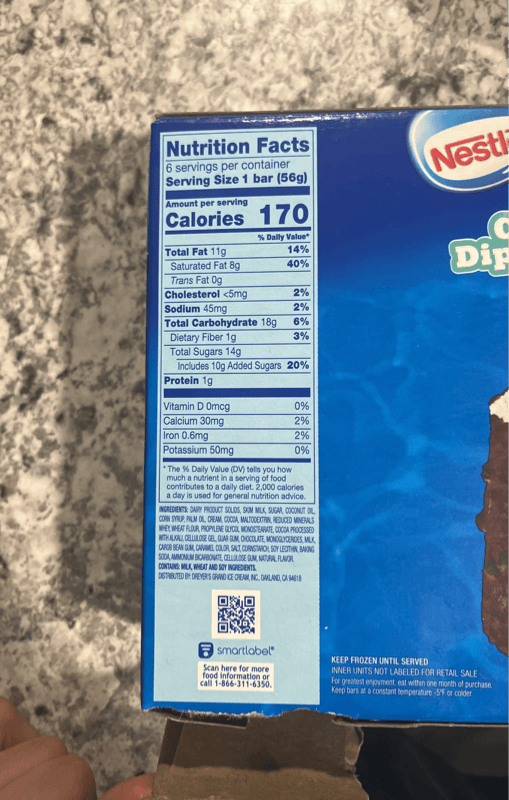 Nutrition Facts
6 servings per container
Serving Size 1 bar (56g)
Amount per serving
Calories 170
% Daily Value*
Total Fat 11g 14%
Saturated Fat 8g 40%
Trans Fat 0g
Cholesterol <5mg 2%
Sodium 45mg 2%
Total Carbohydrate 18g 6%
Dietary Fiber 1g 3%
Total Sugars 14g
Includes 10g Added Sugars 20%
Protein 1g
Vitamin D 0mcg 0%
Calcium 30mg 2%
Iron 0.6mg 2%
Potassium 50mg 0%
* The % Daily Value (DV) tells you how
much a nutrient in a serving of food
contributes to a daily diet. 2,000 calories
a day is used for general nutrition advice.
INGREDIENTS: DAIRY PRODUCT SOLIDS, SKIM MILK, SUGAR, COCONUT OIL,
CORN SYRUP, PALM OIL, CREAM, COCOA, MALTODEXTRIN, REDUCED MINERALS
WHEY, WHEAT FLOUR, PROPYLENE GLYCOL MONOSTEARATE, COCOA PROCESSED
WITH ALKALI, CELLULOSE GEL, GUAR GUM, CHOCOLATE, MONOGLYCERIDES, MILK,
CAROB BEAN GUM, CARAMEL COLOR, SALT, CORNSTARCH, SOY LECITHIN, BAKING
SODA, AMMONIUM BICARBONATE, CELLULOSE GUM, NATURAL FLAVOR.
CONTAINS: MILK, WHEAT AND SOY INGREDIENTS.
DISTRIBUTED BY: DREYER'S GRAND ICE CREAM, INC., OAKLAND, CA 94618
smartlabel®
Scan here for more
food information or
call 1-866-311-6350.
Nestl
Dip
KEEP FROZEN UNTIL SERVED
INNER UNITS NOT LABELED FOR RETAIL SALE
For greatest enjoyment, eat within one month of purchase.
Keep bars at a constant temperature -5°F or colder